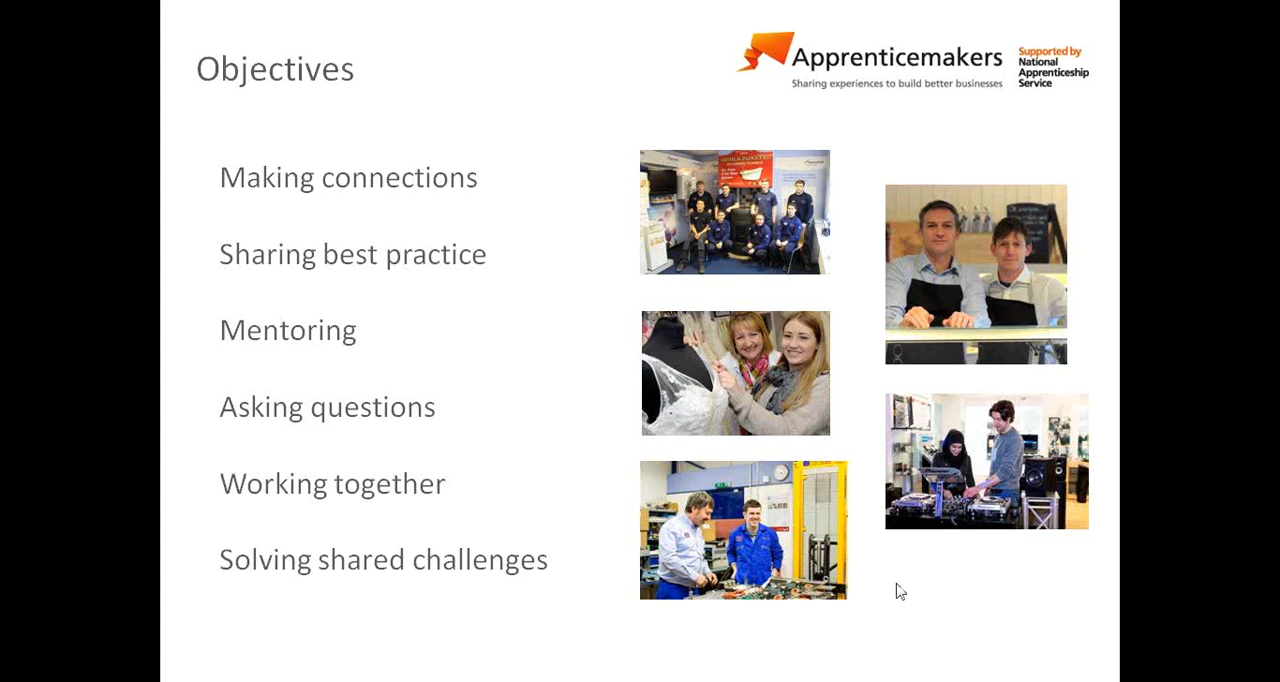 Objectives
Apprenticemakers
Sharing experiences to build better businesses
Supported by
National
Apprenticeship
Service
Making connections
Sharing best practice
Mentoring
Asking questions
Working together
Solving shared challenges